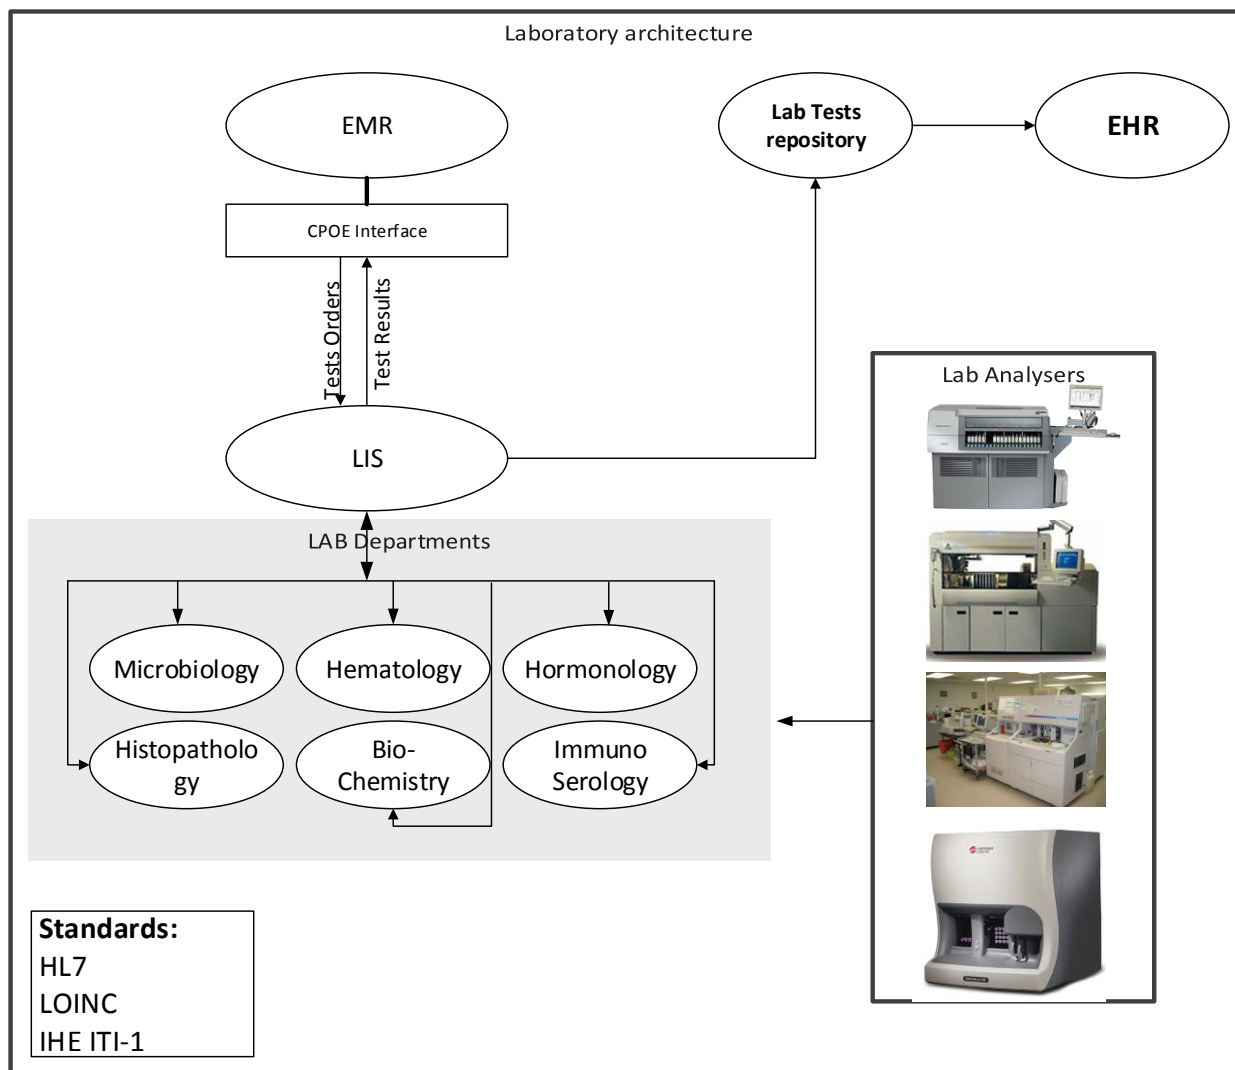 Laboratory architecture
EMR
Lab Tests
repository
EHR
CPOE Interface
Tests Orders
Test Results
LIS
Lab Analysers
LAB Departments
Microbiology
Hematology
Hormonology
Histopatholo
gy
Bio-
Chemistry
Immuno
Serology
Standards:
HL7
LOINC
IHE ITI-1